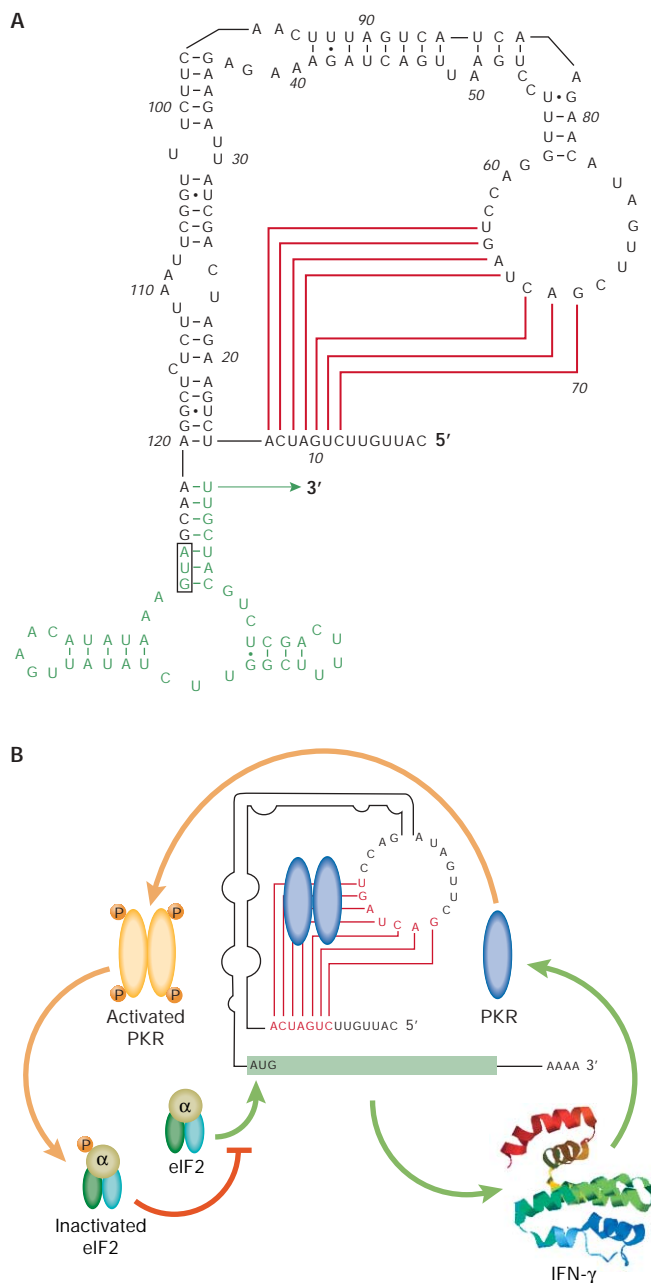 A
90
A A C U U U A G U C A U C A
C G A G A A A G A U C A G U U A A G U C C A
40
50
U A
U G
C A
100
U G A
U U
U U
30
G A
G U
C C
U G
U A
U C
A U
110 A
U A
U G
C A
U 20
C A
G G
G U
C C
120 A U
60
G A C C U G A U C A G C U U G A U A C A A G A
U U U G
80
70
ACUAGUCUUGUUAC 5′
10
3′
A U
A U
C G
G C
A U
U A
G C
A A A
A C A U A U A
A G U U A U A U
C U U
G U C U C G A C U U U U C G G
B
G A U A G U U C G A C U A G U C C A
P P
P P
Activated
PKR
PKR
ACUAGUCUUGUUAC 5′
AUG
AAAA 3′
P
α
α
eIF2
Inactivated
eIF2
IFN-γ